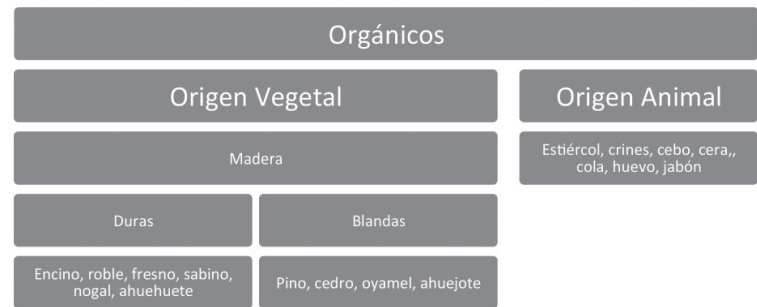 Orgánicos
Origen Vegetal
Origen Animal
Madera
Estiércol, crines, cebo, cera,,
cola, huevo, jabón
Duras
Blandas
Encino, roble, fresno, sabino,
nogal, ahuehuete
Pino, cedro, oyamel, ahuejote